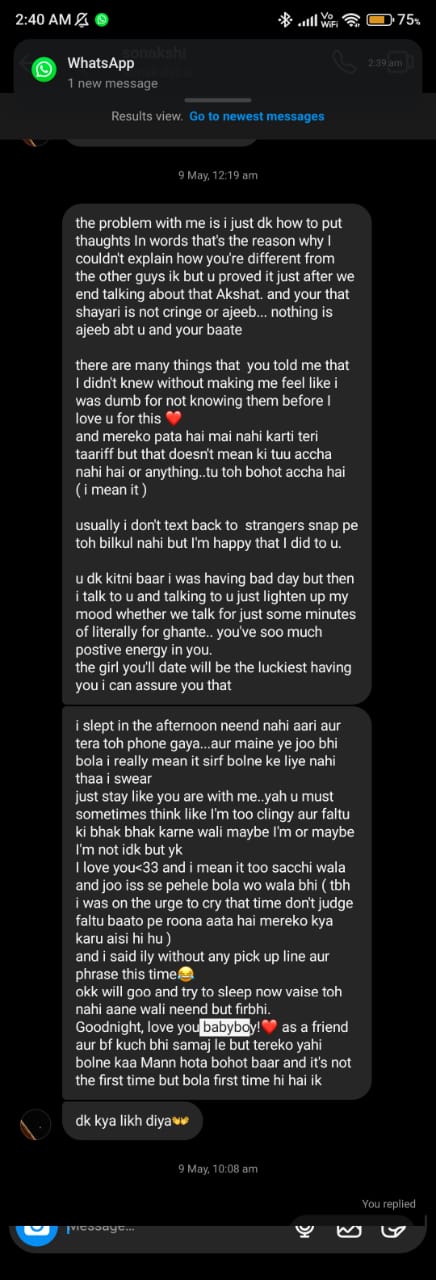 2:40 AM
Vo WiFi
75%
sonakshi
WhatsApp
2:39 am
1 new message
Results view. Go to newest messages
9 May, 12:19 am
the problem with me is i just dk how to put
thaughts In words that's the reason why I
couldn't explain how you're different from
the other guys ik but u proved it just after we
end talking about that Akshat. and your that
shayari is not cringe or ajeeb... nothing is
ajeeb abt u and your baate
there are many things that you told me that
I didn't knew without making me feel like i
was dumb for not knowing them before I
love u for this ❤️
and mereko pata hai mai nahi karti teri
taariff but that doesn't mean ki tuu accha
nahi hai or anything..tu toh bohot accha hai
( i mean it )
usually i don't text back to strangers snap pe
toh bilkul nahi but I'm happy that I did to u.
u dk kitni baar i was having bad day but then
i talk to u and talking to u just lighten up my
mood whether we talk for just some minutes
of literally for ghante.. you've soo much
postive energy in you.
the girl you'll date will be the luckiest having
you i can assure you that
i slept in the afternoon neend nahi aari aur
tera toh phone gaya...aur maine ye joo bhi
bola i really mean it sirf bolne ke liye nahi
thaa i swear
just stay like you are with me..yah u must
sometimes think like I'm too clingy aur faltu
ki bhak bhak karne wali maybe I'm or maybe
I'm not idk but yk
I love you<33 and i mean it too sacchi wala
and joo iss se pehele bola wo wala bhi ( tbh
i was on the urge to cry that time don't judge
faltu baato pe roona aata hai mereko kya
karu aisi hi hu )
and i said ily without any pick up line aur
phrase this time😂
okk will goo and try to sleep now vaise toh
nahi aane wali neend but firbhi.
Goodnight, love you babyboy!❤️ as a friend
aur bf kuch bhi samaj le but tereko yahi
bolne kaa Mann hota bohot baar and it's not
the first time but bola first time hi hai ik
dk kya likh diya👐
9 May, 10:08 am
You replied
Message...